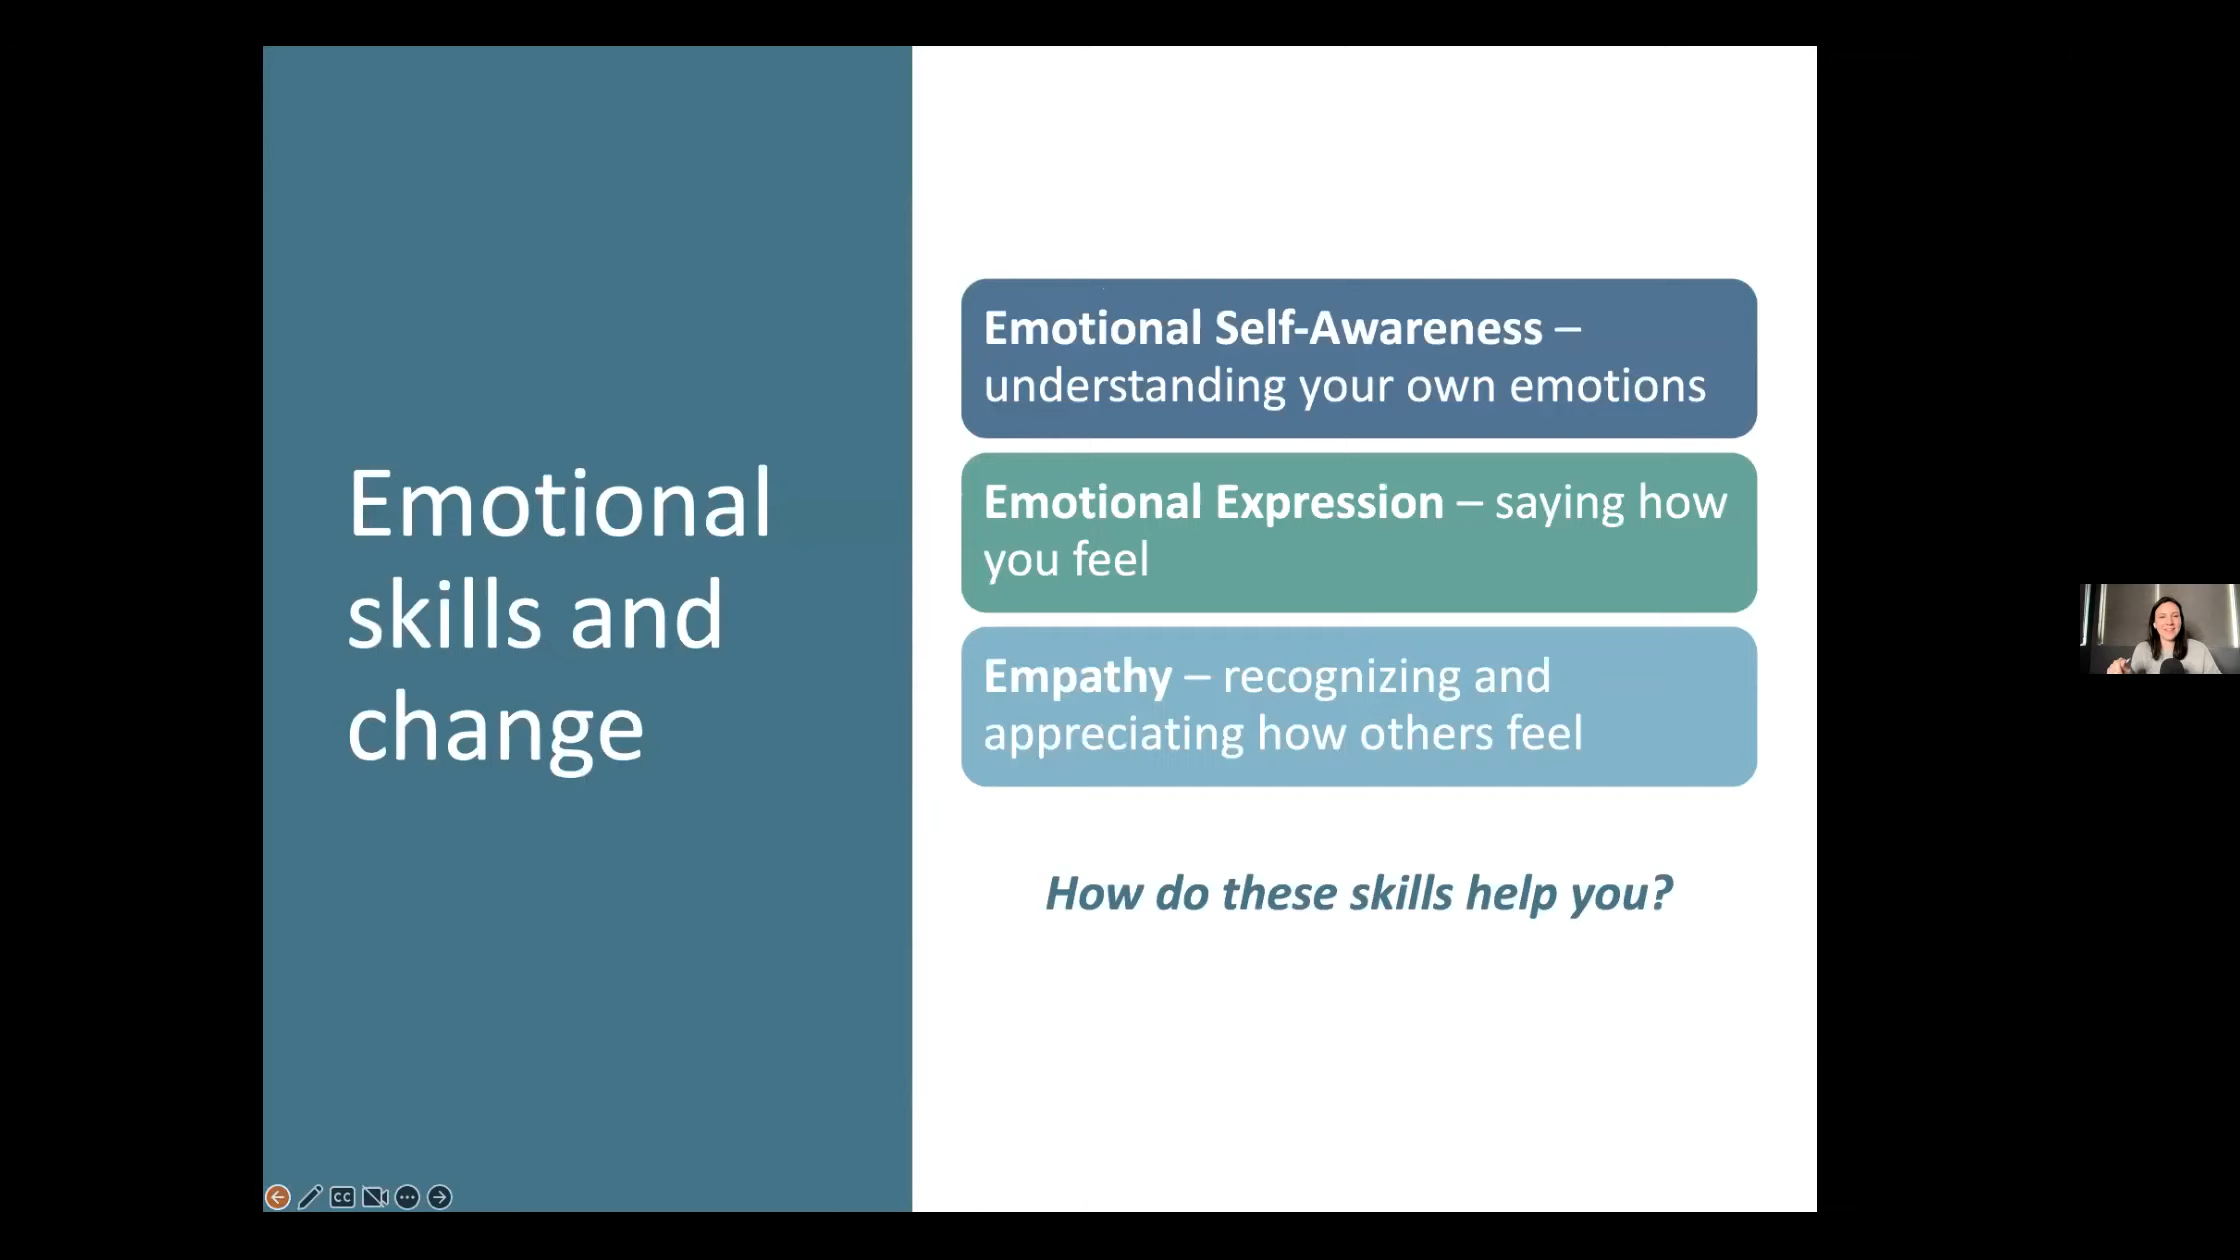 Emotional
skills and
change
Emotional Self-Awareness –
understanding your own emotions
Emotional Expression – saying how
you feel
Empathy – recognizing and
appreciating how others feel
How do these skills help you?
CC